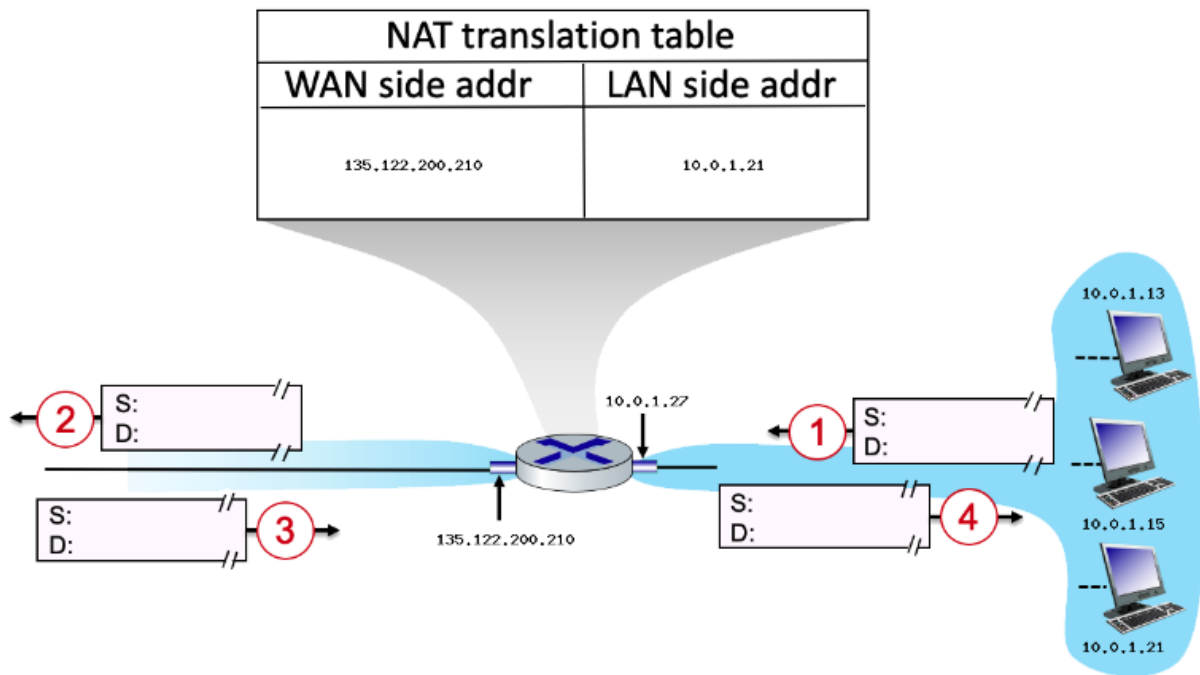 NAT translation table
WAN side addr LAN side addr
135.122.200.210 10.0.1.21
10.0.1.13
2
S:
D:
10.0.1.27
1
S:
D:
S:
D:
3
135.122.200.210
S:
D:
4
10.0.1.15
10.0.1.21